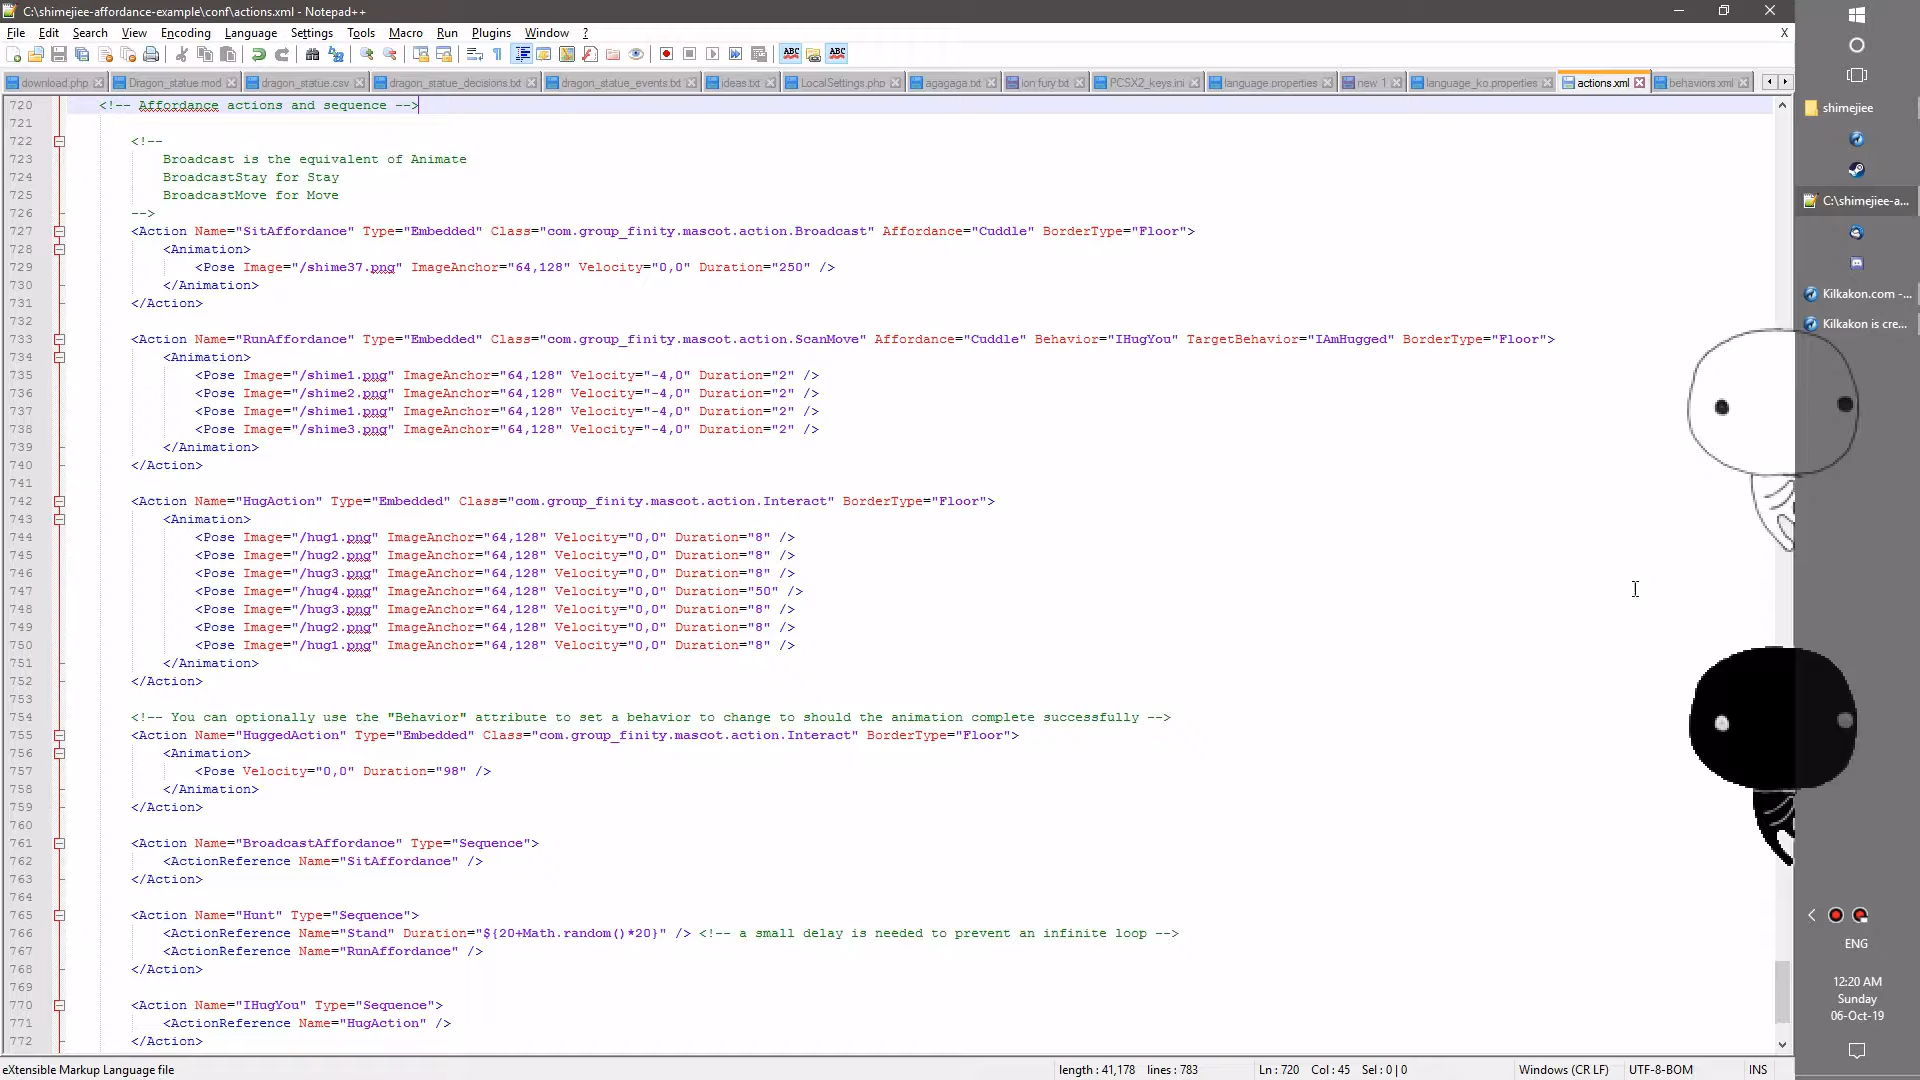 C:\shimejiee-affordance-example\conf\actions.xml - Notepad++
File Edit Search View Encoding Language Settings Tools Macro Run Plugins Window ? X
download.php Dragon_statue mod dragon_statue.csv dragon_statue_decisions.txt dragon_statue_events.txt ideas.txt LocalSettings.php agagaga.txt ion fury.txt PCSX2_keys.ini language.properties new 1 language_ko.properties actions.xml behaviors.xml
720 <!-- Affordance actions and sequence -->
721
722 <!--
723 Broadcast is the equivalent of Animate
724 BroadcastStay for Stay
725 BroadcastMove for Move
726 -->
727 <Action Name="SitAffordance" Type="Embedded" Class="com.group_finity.mascot.action.Broadcast" Affordance="Cuddle" BorderType="Floor">
728 <Animation>
729 <Pose Image="/shime37.png" ImageAnchor="64,128" Velocity="0,0" Duration="250" />
730 </Animation>
731 </Action>
732
733 <Action Name="RunAffordance" Type="Embedded" Class="com.group_finity.mascot.action.ScanMove" Affordance="Cuddle" Behavior="IHugYou" TargetBehavior="IAmHugged" BorderType="Floor">
734 <Animation>
735 <Pose Image="/shime1.png" ImageAnchor="64,128" Velocity="-4,0" Duration="2" />
736 <Pose Image="/shime2.png" ImageAnchor="64,128" Velocity="-4,0" Duration="2" />
737 <Pose Image="/shime1.png" ImageAnchor="64,128" Velocity="-4,0" Duration="2" />
738 <Pose Image="/shime3.png" ImageAnchor="64,128" Velocity="-4,0" Duration="2" />
739 </Animation>
740 </Action>
741
742 <Action Name="HugAction" Type="Embedded" Class="com.group_finity.mascot.action.Interact" BorderType="Floor">
743 <Animation>
744 <Pose Image="/hug1.png" ImageAnchor="64,128" Velocity="0,0" Duration="8" />
745 <Pose Image="/hug2.png" ImageAnchor="64,128" Velocity="0,0" Duration="8" />
746 <Pose Image="/hug3.png" ImageAnchor="64,128" Velocity="0,0" Duration="8" />
747 <Pose Image="/hug4.png" ImageAnchor="64,128" Velocity="0,0" Duration="50" />
748 <Pose Image="/hug3.png" ImageAnchor="64,128" Velocity="0,0" Duration="8" />
749 <Pose Image="/hug2.png" ImageAnchor="64,128" Velocity="0,0" Duration="8" />
750 <Pose Image="/hug1.png" ImageAnchor="64,128" Velocity="0,0" Duration="8" />
751 </Animation>
752 </Action>
753
754 <!-- You can optionally use the "Behavior" attribute to set a behavior to change to should the animation complete successfully -->
755 <Action Name="HuggedAction" Type="Embedded" Class="com.group_finity.mascot.action.Interact" BorderType="Floor">
756 <Animation>
757 <Pose Velocity="0,0" Duration="98" />
758 </Animation>
759 </Action>
760
761 <Action Name="BroadcastAffordance" Type="Sequence">
762 <ActionReference Name="SitAffordance" />
763 </Action>
764
765 <Action Name="Hunt" Type="Sequence">
766 <ActionReference Name="Stand" Duration="${20+Math.random()*20}" /> <!-- a small delay is needed to prevent an infinite loop -->
767 <ActionReference Name="RunAffordance" />
768 </Action>
769
770 <Action Name="IHugYou" Type="Sequence">
771 <ActionReference Name="HugAction" />
772 </Action>
eXtensible Markup Language file length : 41,178 lines : 783 Ln : 720 Col : 45 Sel : 0 | 0 Windows (CR LF) UTF-8-BOM INS
shimejiee
C:\shimejiee-a...
Kilkakon.com -...
Kilkakon is cre...
ENG
12:20 AM
Sunday
06-Oct-19